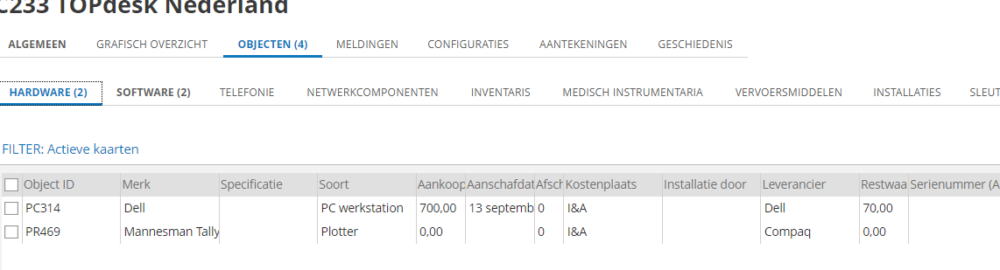 C233 TOPdesk Nederland
ALGEMEEN GRAFISCH OVERZICHT OBJECTEN (4) MELDINGEN CONFIGURATIES AANTEKENINGEN GESCHIEDENIS
HARDWARE (2) SOFTWARE (2) TELEFONIE NETWERKCOMPONENTEN INVENTARIS MEDISCH INSTRUMENTARIA VERVOERSMIDDELEN INSTALLATIES SLEUT
FILTER: Actieve kaarten
Object ID Merk Specificatie Soort Aankoop Aanschafdat Afsch Kostenplaats Installatie door Leverancier Restwaa Serienummer (A
PC314 Dell PC werkstation 700,00 13 septemb 0 I&A Dell 70,00
PR469 Mannesman Tally Plotter 0,00 0 I&A Compaq 0,00